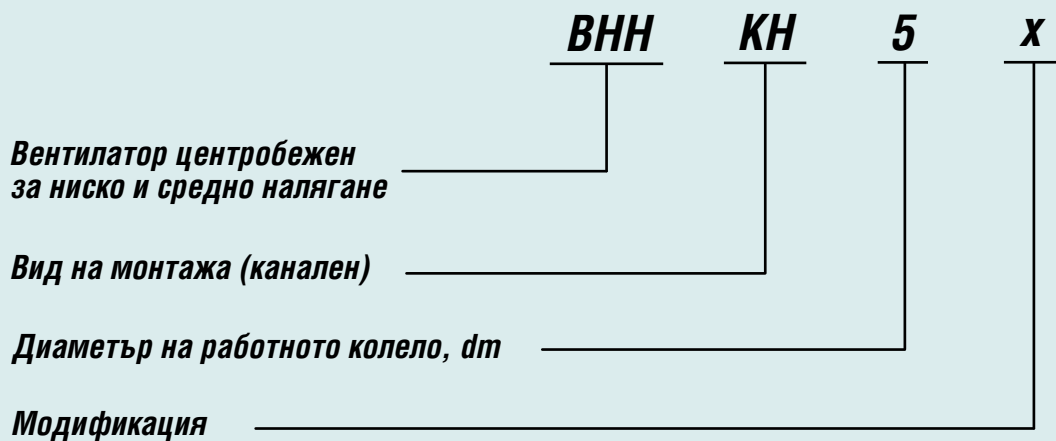 ВНН КН 5 х
Вентилатор центробежен
за ниско и средно налягане
Вид на монтажа (канален)
Диаметър на работното колело, dm
Модификация